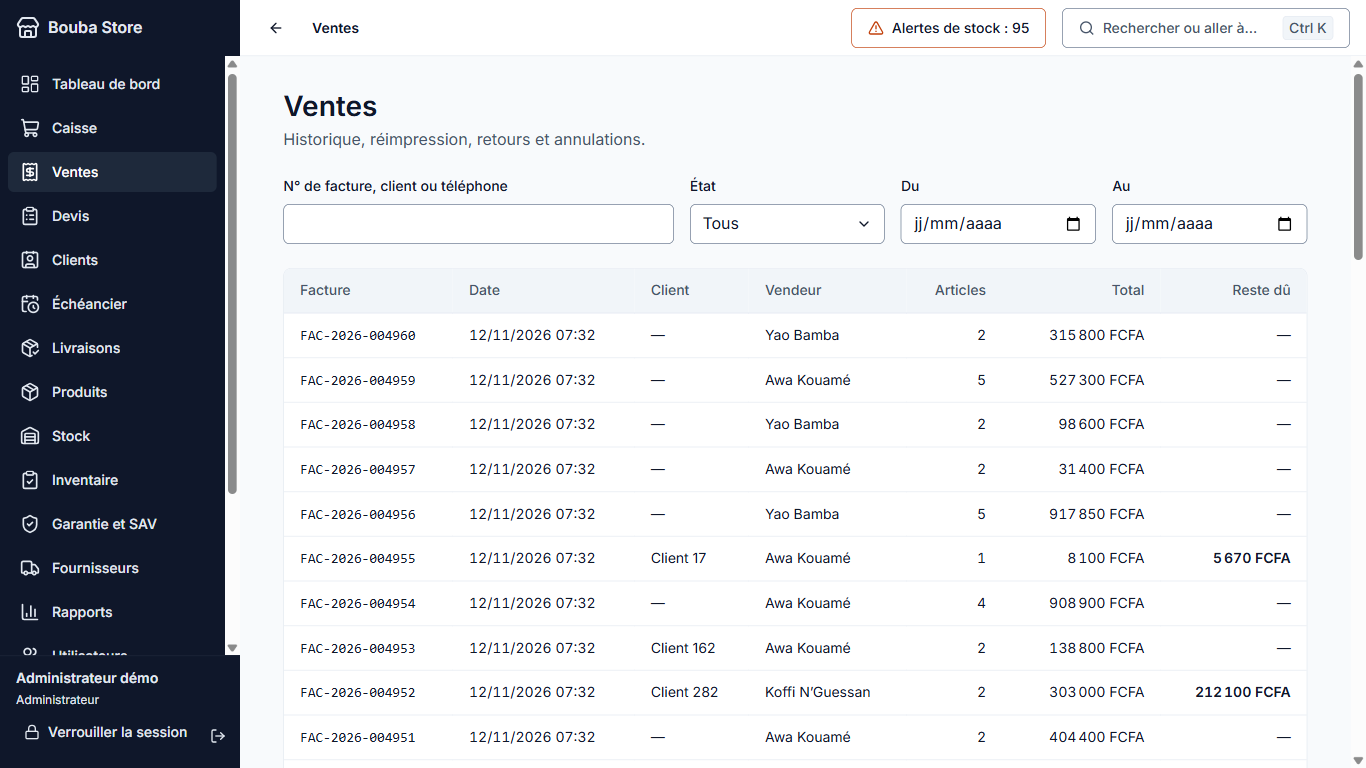 Bouba Store
Ventes
Alertes de stock : 95
Rechercher ou aller à...
Ctrl K
Tableau de bord
Caisse
Ventes
Devis
Clients
Échéancier
Livraisons
Produits
Stock
Inventaire
Garantie et SAV
Fournisseurs
Rapports
Utilisateurs
Administrateur démo
Administrateur
Verrouiller la session
Ventes
Historique, réimpression, retours et annulations.
N° de facture, client ou téléphone
État
Du
Au
Tous
jj/mm/aaaa
jj/mm/aaaa
Facture Date Client Vendeur Articles Total Reste dû
FAC-2026-004960 12/11/2026 07:32 — Yao Bamba 2 315 800 FCFA —
FAC-2026-004959 12/11/2026 07:32 — Awa Kouamé 5 527 300 FCFA —
FAC-2026-004958 12/11/2026 07:32 — Yao Bamba 2 98 600 FCFA —
FAC-2026-004957 12/11/2026 07:32 — Awa Kouamé 2 31 400 FCFA —
FAC-2026-004956 12/11/2026 07:32 — Yao Bamba 5 917 850 FCFA —
FAC-2026-004955 12/11/2026 07:32 Client 17 Awa Kouamé 1 8 100 FCFA 5 670 FCFA
FAC-2026-004954 12/11/2026 07:32 — Awa Kouamé 4 908 900 FCFA —
FAC-2026-004953 12/11/2026 07:32 Client 162 Awa Kouamé 2 138 800 FCFA —
FAC-2026-004952 12/11/2026 07:32 Client 282 Koffi N’Guessan 2 303 000 FCFA 212 100 FCFA
FAC-2026-004951 12/11/2026 07:32 — Awa Kouamé 2 404 400 FCFA —